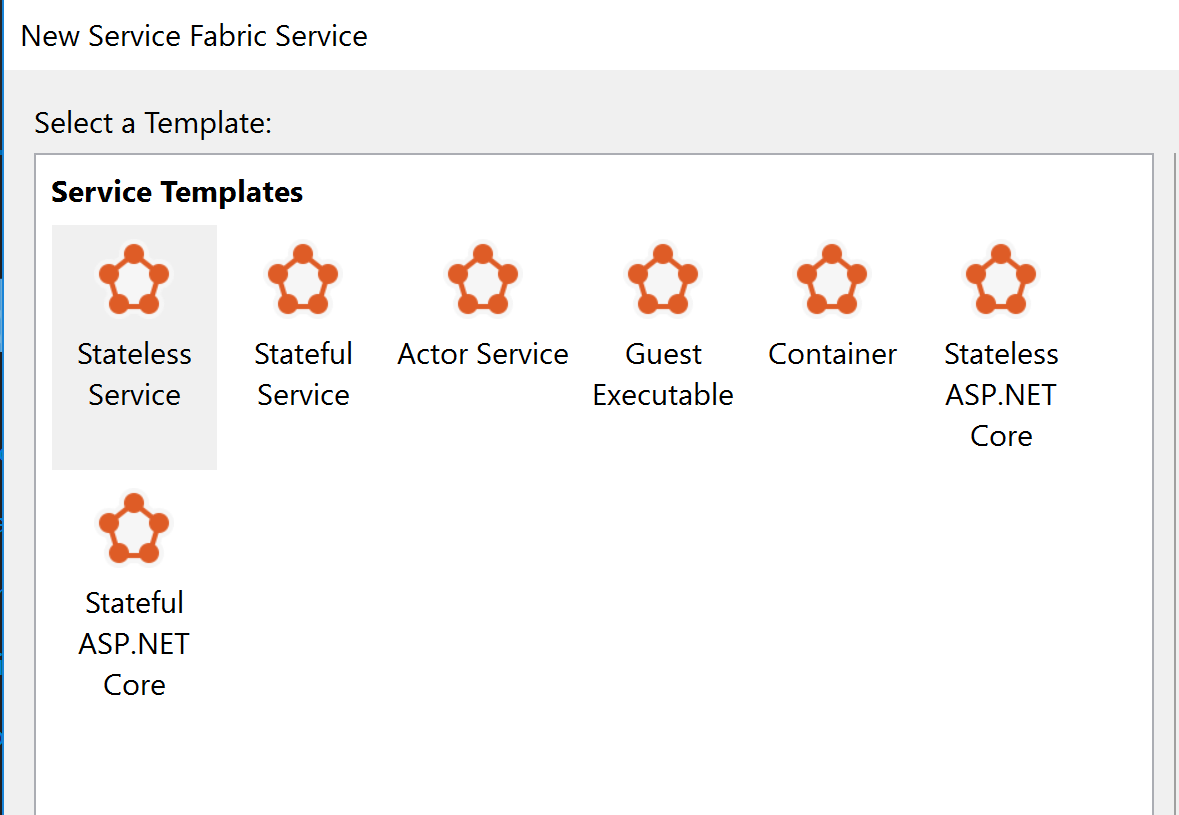 New Service Fabric Service
Select a Template:
Service Templates
Stateless
Service
Stateful
Service
Actor Service
Guest
Executable
Container
Stateless
ASP.NET
Core
Stateful
ASP.NET
Core